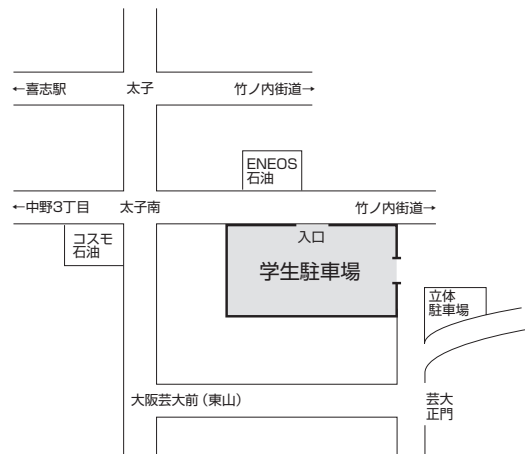 ←喜志駅
太子
竹ノ内街道→
ENEOS
石油
←中野3丁目
太子南
竹ノ内街道→
コスモ
石油
入口
学生駐車場
立体
駐車場
大阪芸大前（東山）
芸大
正門